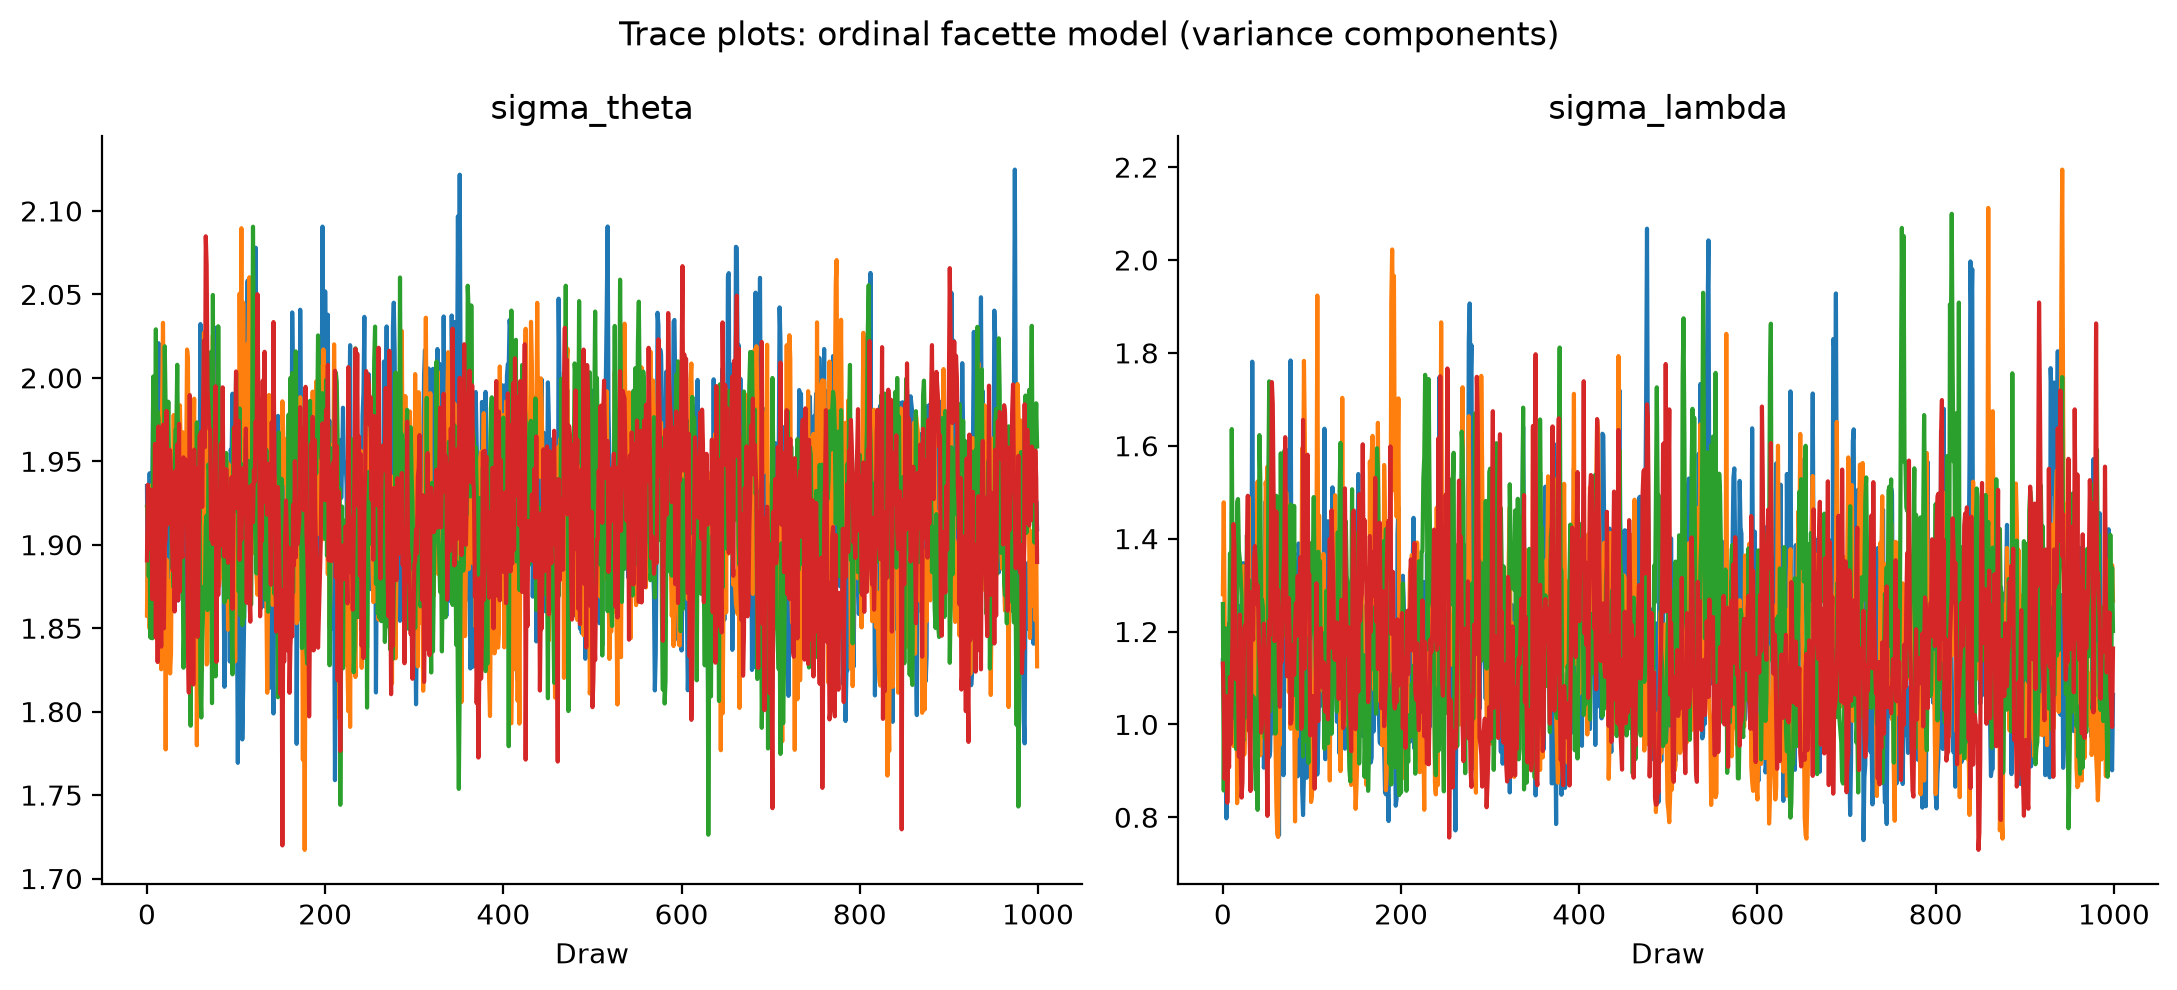 Trace plots: ordinal facette model (variance components)
sigma_theta
2.10
2.05
2.00
1.95
1.90
1.85
1.80
1.75
1.70
0 200 400 600 800 1000
Draw
sigma_lambda
2.2
2.0
1.8
1.6
1.4
1.2
1.0
0.8
0 200 400 600 800 1000
Draw